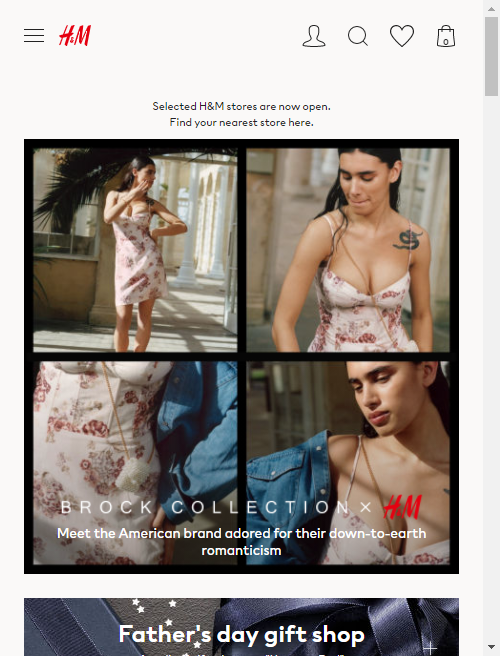 H&M
0
Selected H&M stores are now open.
Find your nearest store here.
BROCK COLLECTION × H&M
Meet the American brand adored for their down-to-earth
romanticism
Father's day gift shop